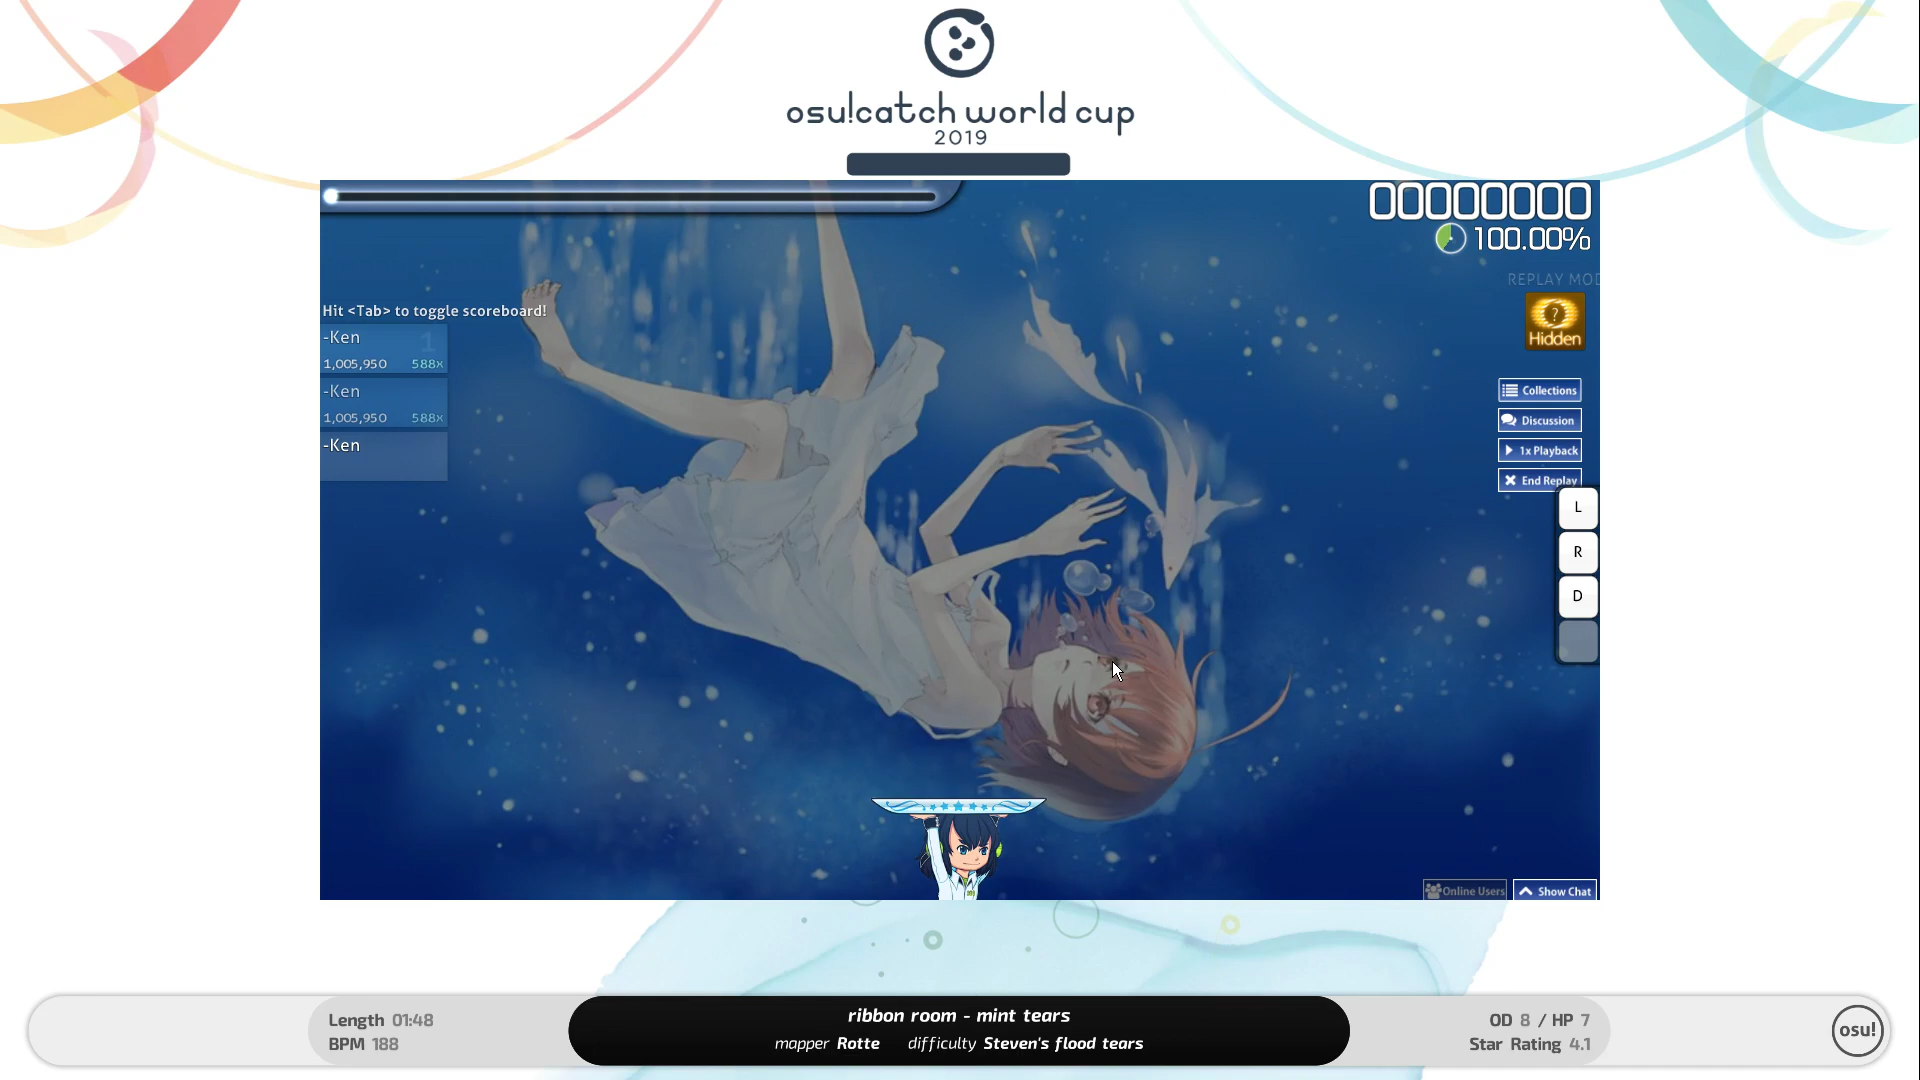 osu!catch world cup
2019
00000000
100.00%
REPLAY MOD
Hidden
Hit <Tab> to toggle scoreboard!
-Ken
1
1,005,950 588x
-Ken
1,005,950 588x
-Ken
Collections
Discussion
1x Playback
End Replay
L
R
D
Online Users
Show Chat
Length 01:48
BPM 188
ribbon room - mint tears
mapper Rotte difficulty Steven's flood tears
OD 8 / HP 7
Star Rating 4.1
osu!